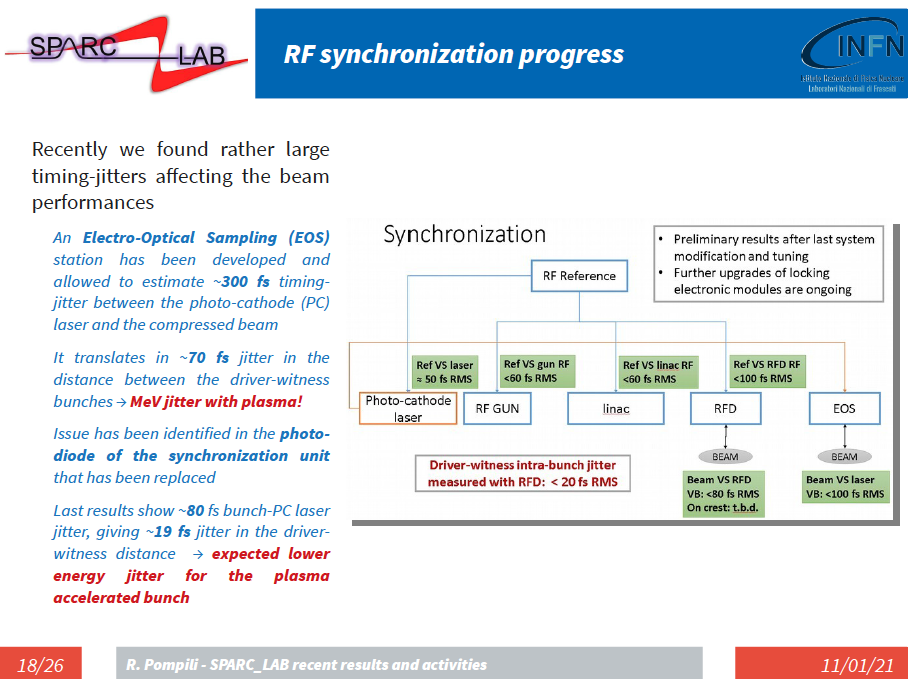 SPARC
LAB
RF synchronization progress
INFN
Istituto Nazionale di Fisica Nucleare
Laboratori Nazionali di Frascati
Recently we found rather large
timing-jitters affecting the beam
performances
An Electro-Optical Sampling (EOS)
station has been developed and
allowed to estimate ~300 fs timing-
jitter between the photo-cathode (PC)
laser and the compressed beam
It translates in ~70 fs jitter in the
distance between the driver-witness
bunches → MeV jitter with plasma!
Issue has been identified in the photo-
diode of the synchronization unit
that has been replaced
Last results show ~80 fs bunch-PC laser
jitter, giving ~19 fs jitter in the driver-
witness distance → expected lower
energy jitter for the plasma
accelerated bunch
Synchronization
• Preliminary results after last system
modification and tuning
• Further upgrades of locking
electronic modules are ongoing
RF Reference
Ref VS laser
≈ 50 fs RMS
Ref VS gun RF
<60 fs RMS
Ref VS linac RF
<60 fs RMS
Ref VS RFD RF
<100 fs RMS
Photo-cathode
laser
RF GUN
linac
RFD
EOS
BEAM
BEAM
Driver-witness intra-bunch jitter
measured with RFD: < 20 fs RMS
Beam VS RFD
VB: <80 fs RMS
On crest: t.b.d.
Beam VS laser
VB: <100 fs RMS
18/26
R. Pompili - SPARC_LAB recent results and activities
11/01/21